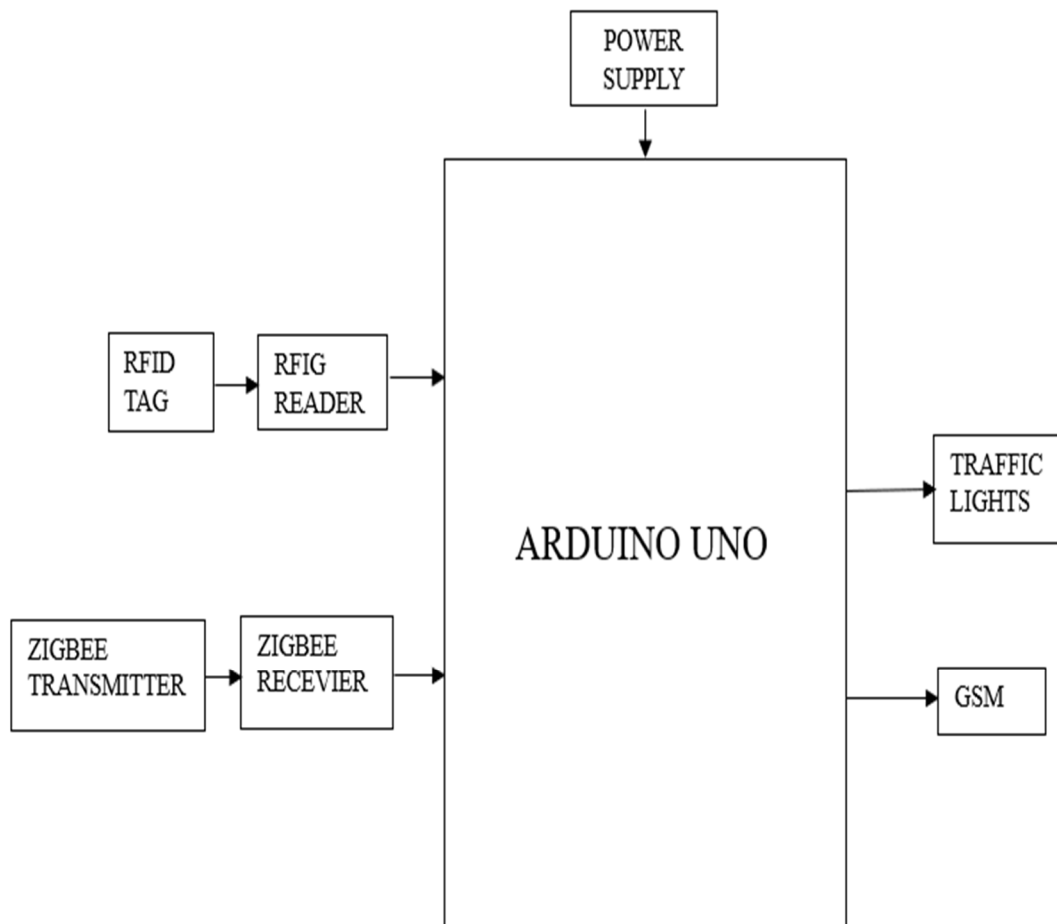 POWER
SUPPLY
RFID
TAG
RFIG
READER
ARDUINO UNO
TRAFFIC
LIGHTS
ZIGBEE
TRANSMITTER
ZIGBEE
RECEVIER
GSM